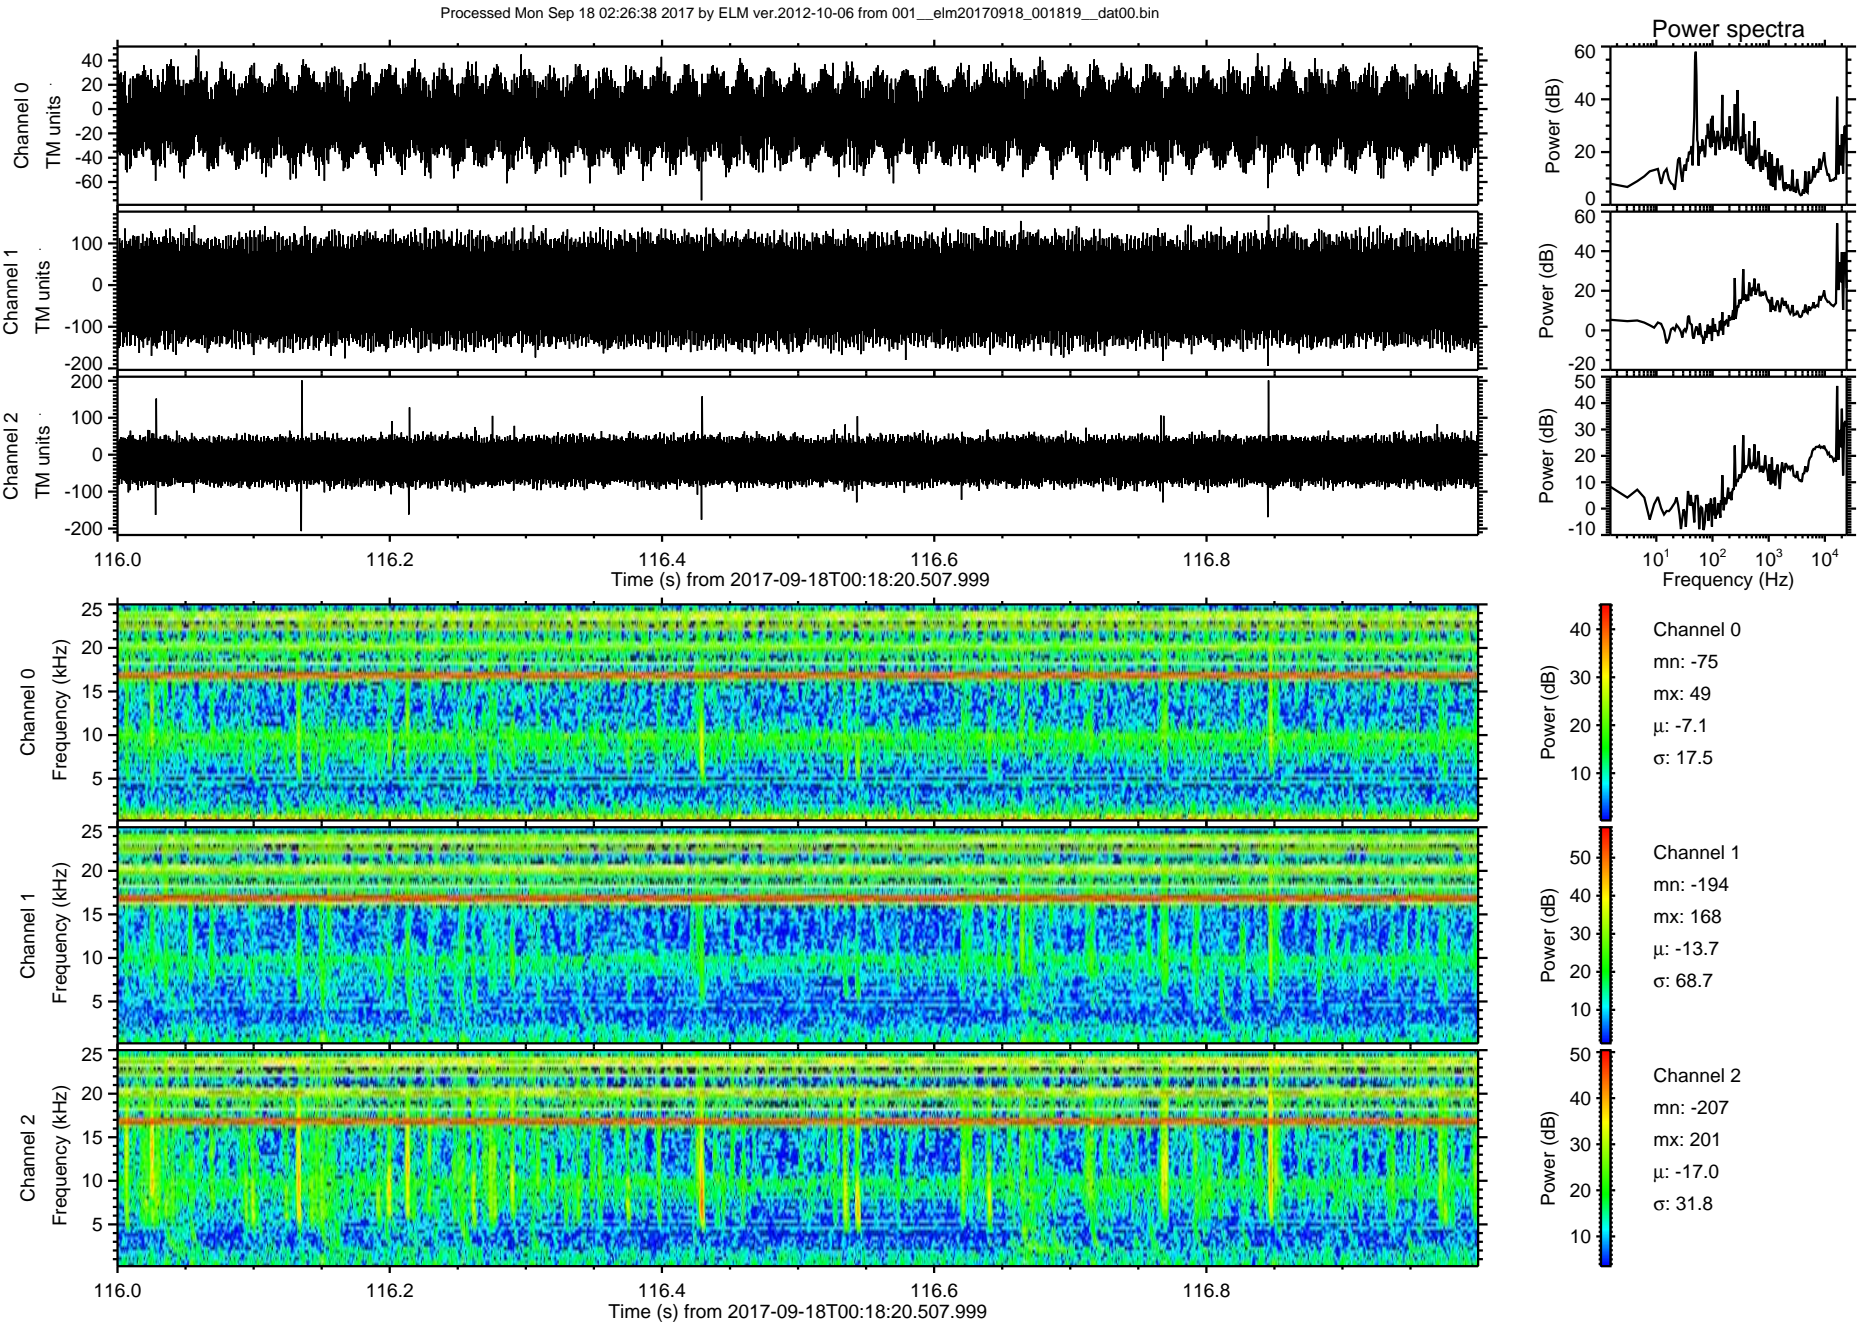 Processed Mon Sep 18 02:26:38 2017 by ELM ver.2012-10-06 from 001__elm20170918_001819__dat00.bin
Power spectra
Channel 0
TM units
40
20
0
-20
-40
-60
Power (dB)
60
40
20
0
Channel 1
TM units
100
0
-100
-200
Power (dB)
60
40
20
0
-20
Channel 2
TM units
200
100
0
-100
-200
Power (dB)
50
40
30
20
10
0
-10
116.0 116.2 116.4 116.6 116.8
Time (s) from 2017-09-18T00:18:20.507.999
10^1 10^2 10^3 10^4
Frequency (Hz)
Channel 0
Frequency (kHz)
25
20
15
10
5
Power (dB)
40
30
20
10
Channel 0
mn: -75
mx: 49
μ: -7.1
σ: 17.5
Channel 1
Frequency (kHz)
25
20
15
10
5
Power (dB)
50
40
30
20
10
Channel 1
mn: -194
mx: 168
μ: -13.7
σ: 68.7
Channel 2
Frequency (kHz)
25
20
15
10
5
Power (dB)
50
40
30
20
10
Channel 2
mn: -207
mx: 201
μ: -17.0
σ: 31.8
116.0 116.2 116.4 116.6 116.8
Time (s) from 2017-09-18T00:18:20.507.999